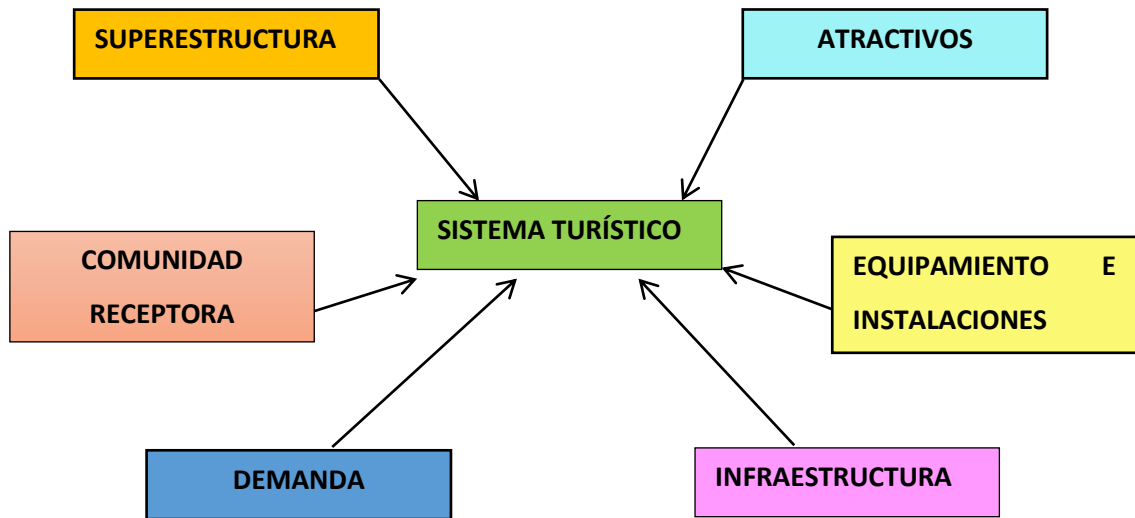 SUPERESTRUCTURA
ATRACTIVOS
SISTEMA TURÍSTICO
COMUNIDAD
RECEPTORA
EQUIPAMIENTO E
INSTALACIONES
DEMANDA
INFRAESTRUCTURA